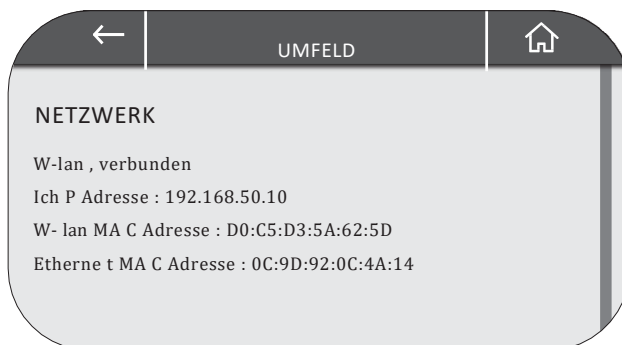 UMFELD
NETZWERK
W-lan , verbunden
Ich P Adresse : 192.168.50.10
W- lan MA C Adresse : D0:C5:D3:5A:62:5D
Etherne t MA C Adresse : 0C:9D:92:0C:4A:14